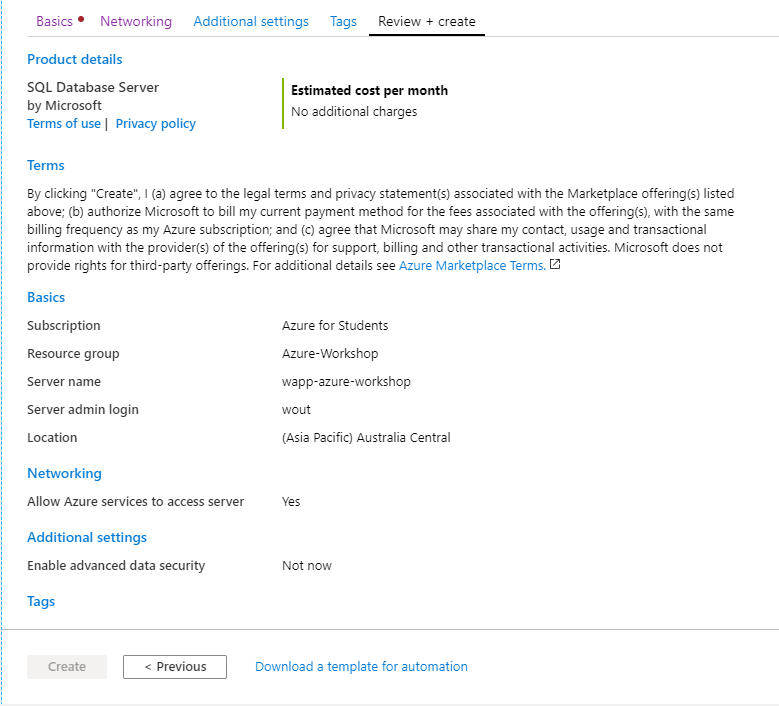 Basics Networking Additional settings Tags Review + create
Product details
SQL Database Server
by Microsoft
Terms of use | Privacy policy
Estimated cost per month
No additional charges
Terms
By clicking "Create", I (a) agree to the legal terms and privacy statement(s) associated with the Marketplace offering(s) listed
above; (b) authorize Microsoft to bill my current payment method for the fees associated with the offering(s), with the same
billing frequency as my Azure subscription; and (c) agree that Microsoft may share my contact, usage and transactional
information with the provider(s) of the offering(s) for support, billing and other transactional activities. Microsoft does not
provide rights for third-party offerings. For additional details see Azure Marketplace Terms.
Basics
Subscription Azure for Students
Resource group Azure-Workshop
Server name wapp-azure-workshop
Server admin login wout
Location (Asia Pacific) Australia Central
Networking
Allow Azure services to access server Yes
Additional settings
Enable advanced data security Not now
Tags
Create < Previous Download a template for automation